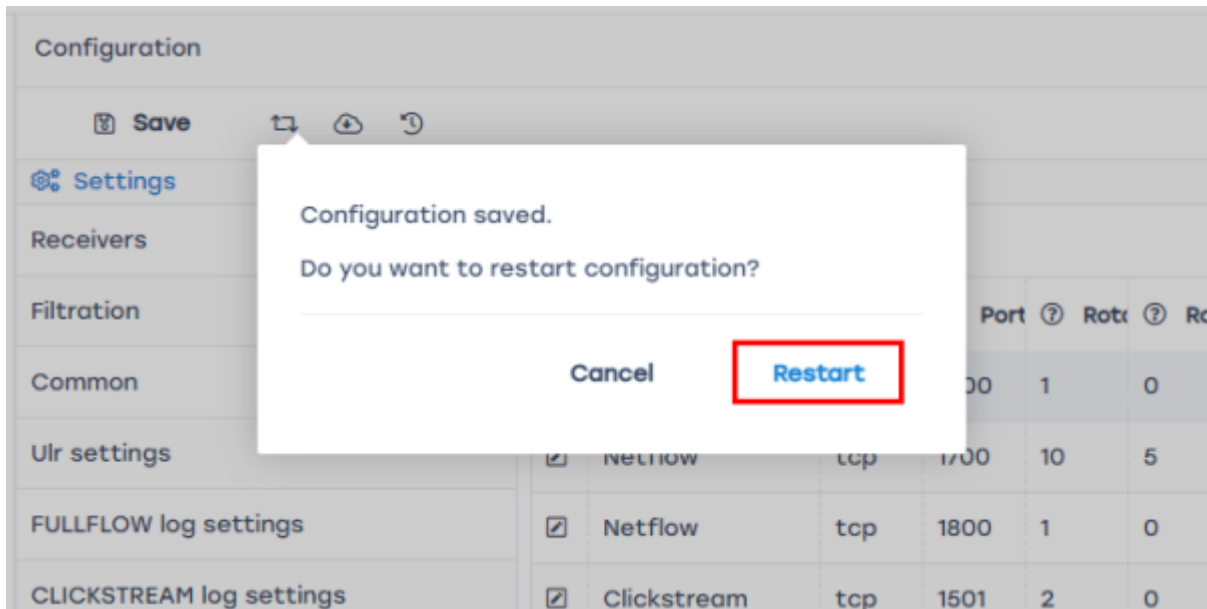 Configuration
Save
Settings
Receivers
Filtration
Common
Ulr settings
FULLFLOW log settings
CLICKSTREAM log settings
Configuration saved.
Do you want to restart configuration?
Cancel Restart
Port
1 0
Netflow tcp 1700 10 5
Netflow tcp 1800 1 0
Clickstream tcp 1501 2 0